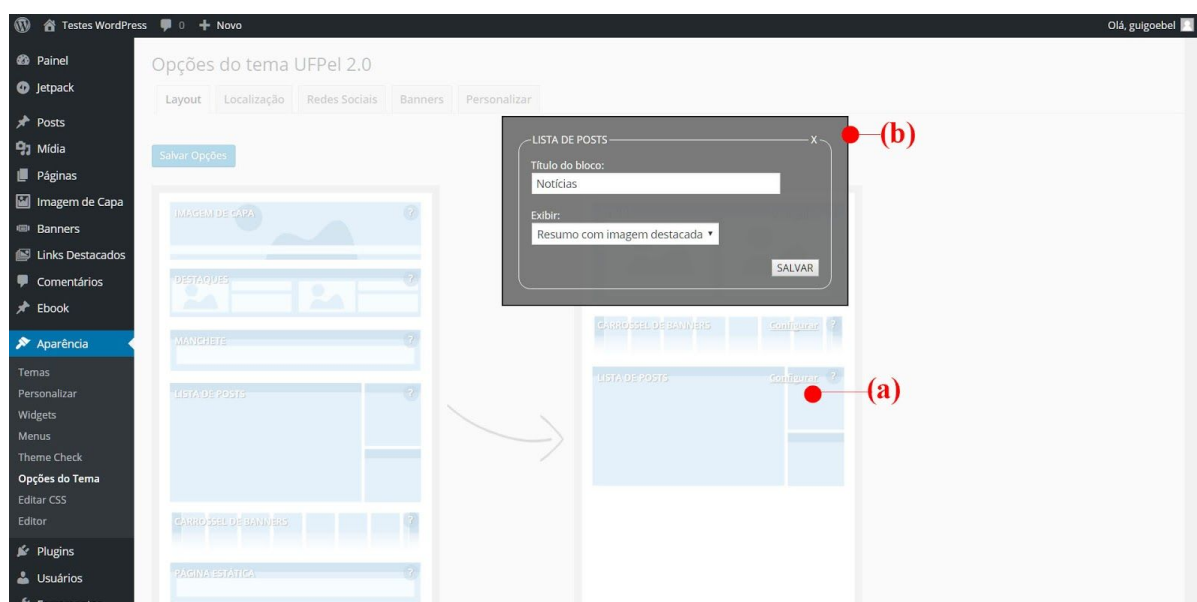 Testes WordPress 0 + Novo Olá, guigoebel
Painel
Jetpack
Posts
Mídia
Páginas
Imagem de Capa
Banners
Links Destacados
Comentários
Ebook
Aparência
Temas
Personalizar
Widgets
Menus
Theme Check
Opções do Tema
Editar CSS
Editor
Plugins
Usuários
Opções do tema UFPel 2.0
Layout Localização Redes Sociais Banners Personalizar
Salvar Opções
IMAGEM DE CAPA ?
DESTAQUES ?
MANCHETE ?
LISTA DE POSTS ?
CARROSSEL DE BANNERS ?
PÁGINA ESTÁTICA ?
LISTA DE POSTS X
Título do bloco:
Notícias
Exibir:
Resumo com imagem destacada
SALVAR
(b)
CARROSSEL DE BANNERS Configurar ?
LISTA DE POSTS Configurar ?
(a)